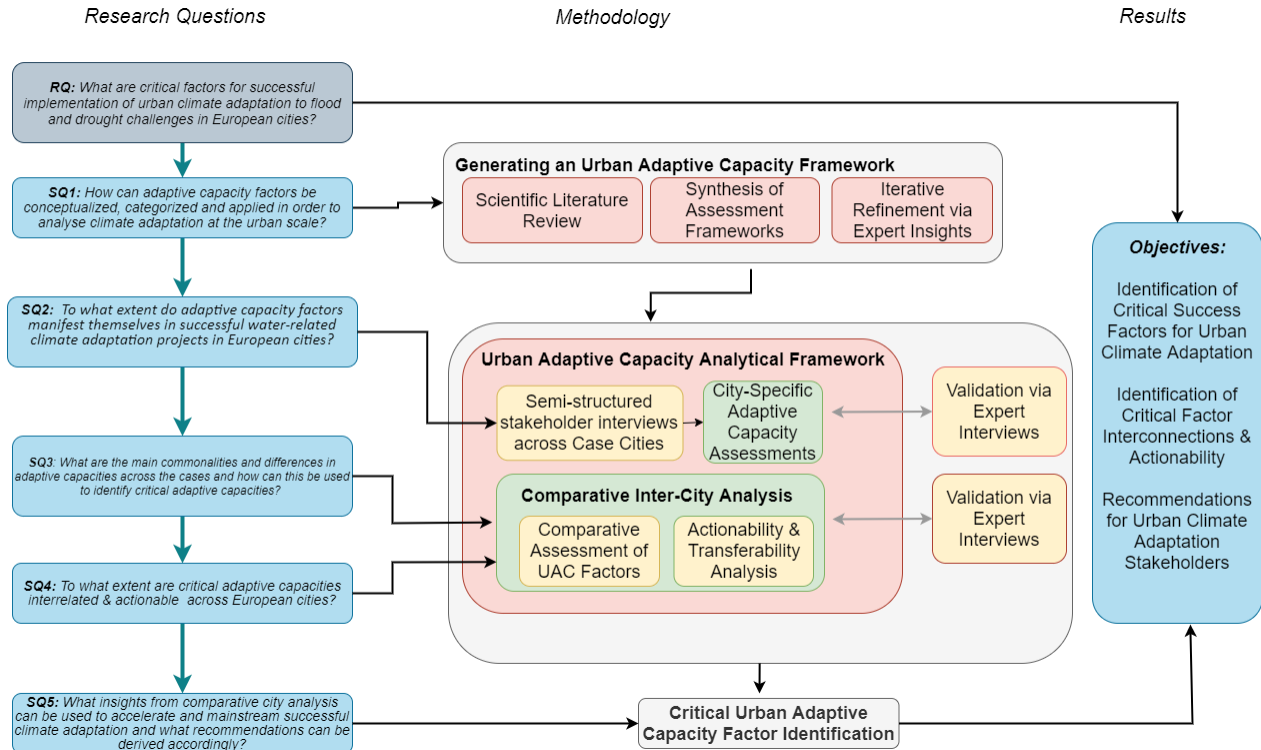 Research Questions
Methodology
Results
RQ: What are critical factors for successful
implementation of urban climate adaptation to flood
and drought challenges in European cities?
SQ1: How can adaptive capacity factors be
conceptualized, categorized and applied in order to
analyse climate adaptation at the urban scale?
SQ2: To what extent do adaptive capacity factors
manifest themselves in successful water-related
climate adaptation projects in European cities?
SQ3: What are the main commonalities and differences in
adaptive capacities across the cases and how can this be used
to identify critical adaptive capacities?
SQ4: To what extent are critical adaptive capacities
interrelated & actionable across European cities?
SQ5: What insights from comparative city analysis
can be used to accelerate and mainstream successful
climate adaptation and what recommendations can be
derived accordingly?
Generating an Urban Adaptive Capacity Framework
Scientific Literature
Review
Synthesis of
Assessment
Frameworks
Iterative
Refinement via
Expert Insights
Urban Adaptive Capacity Analytical Framework
Semi-structured
stakeholder interviews
across Case Cities
City-Specific
Adaptive
Capacity
Assessments
Validation via
Expert
Interviews
Comparative Inter-City Analysis
Comparative
Assessment of
UAC Factors
Actionability &
Transferability
Analysis
Validation via
Expert
Interviews
Critical Urban Adaptive
Capacity Factor Identification
Objectives:
Identification of
Critical Success
Factors for Urban
Climate Adaptation
Identification of
Critical Factor
Interconnections &
Actionability
Recommendations
for Urban Climate
Adaptation
Stakeholders